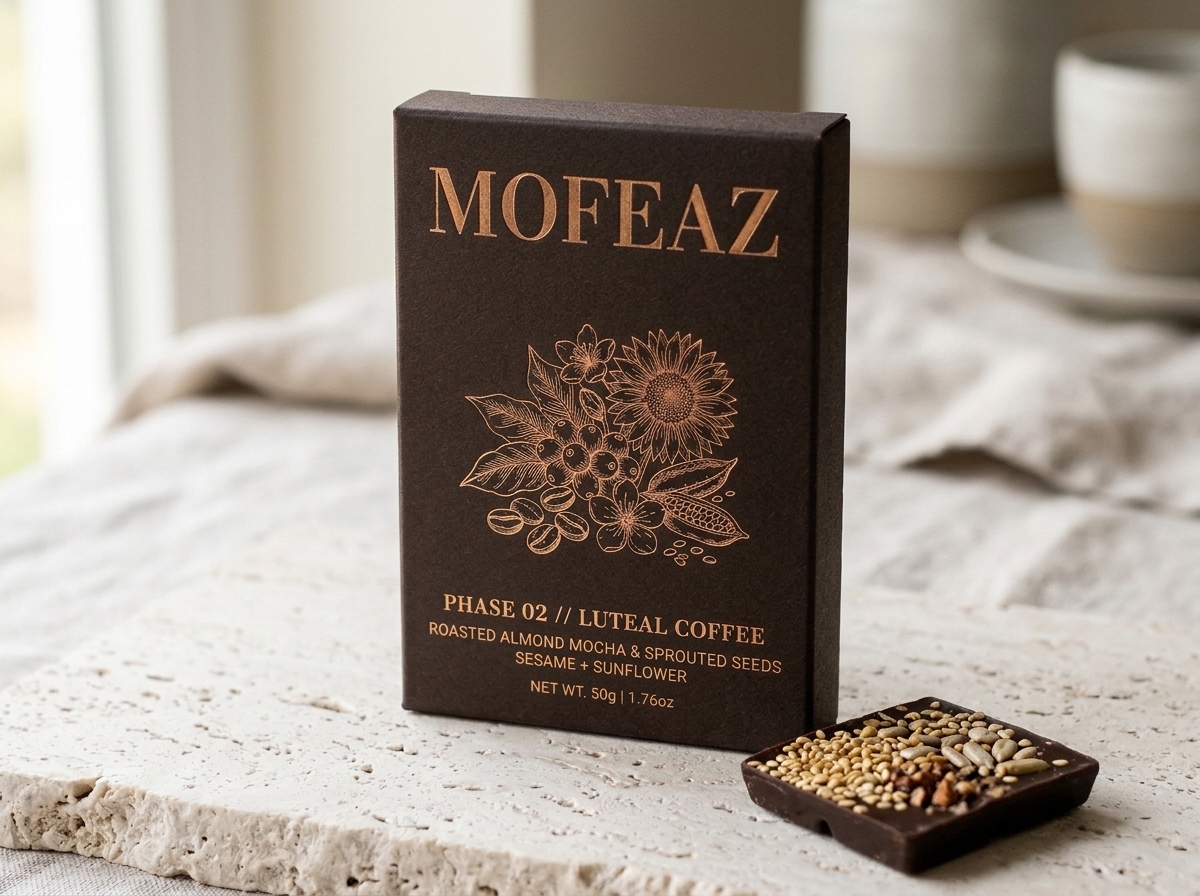 MOFEAZ
PHASE 02 // LUTEAL COFFEE
ROASTED ALMOND MOCHA & SPROUTED SEEDS
SESAME + SUNFLOWER
NET WT. 50g | 1.76oz